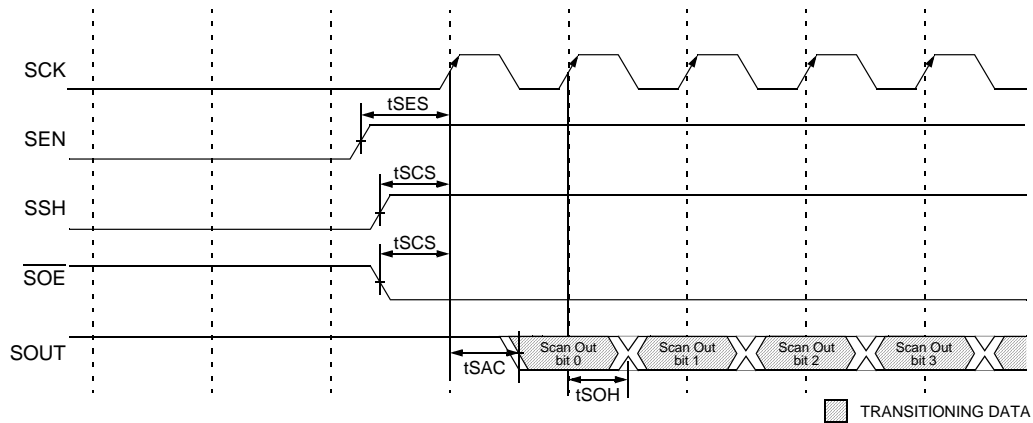 SCK
tSES
SEN
tSCS
SSH
tSCS
SOE
SOUT
Scan Out
bit 0
Scan Out
bit 1
Scan Out
bit 2
Scan Out
bit 3
tSAC
tSOH
TRANSITIONING DATA